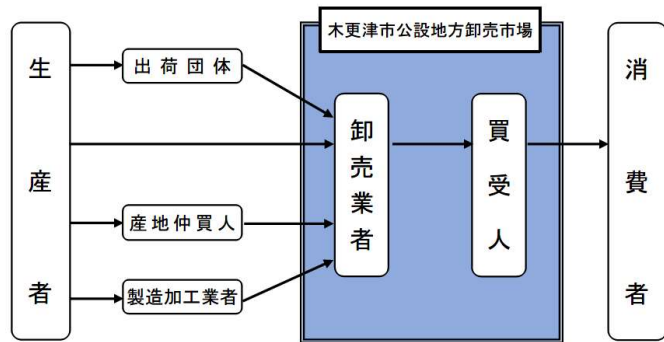 木更津市公設地方卸売市場
生産者
出荷団体
産地仲買人
製造加工業者
卸売業者
買受人
消費者